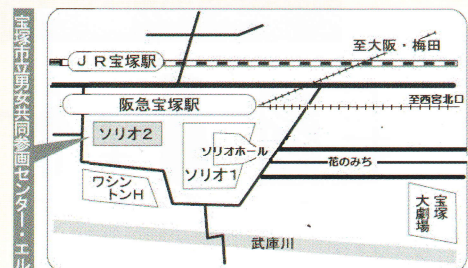 宝塚市立男女共同参画センター・エル
JR宝塚駅
至大阪・梅田
阪急宝塚駅
至西宮北口
ソリオ2
ソリオホール
ソリオ1
花のみち
ワシン
トンH
宝塚
大劇場
武庫川